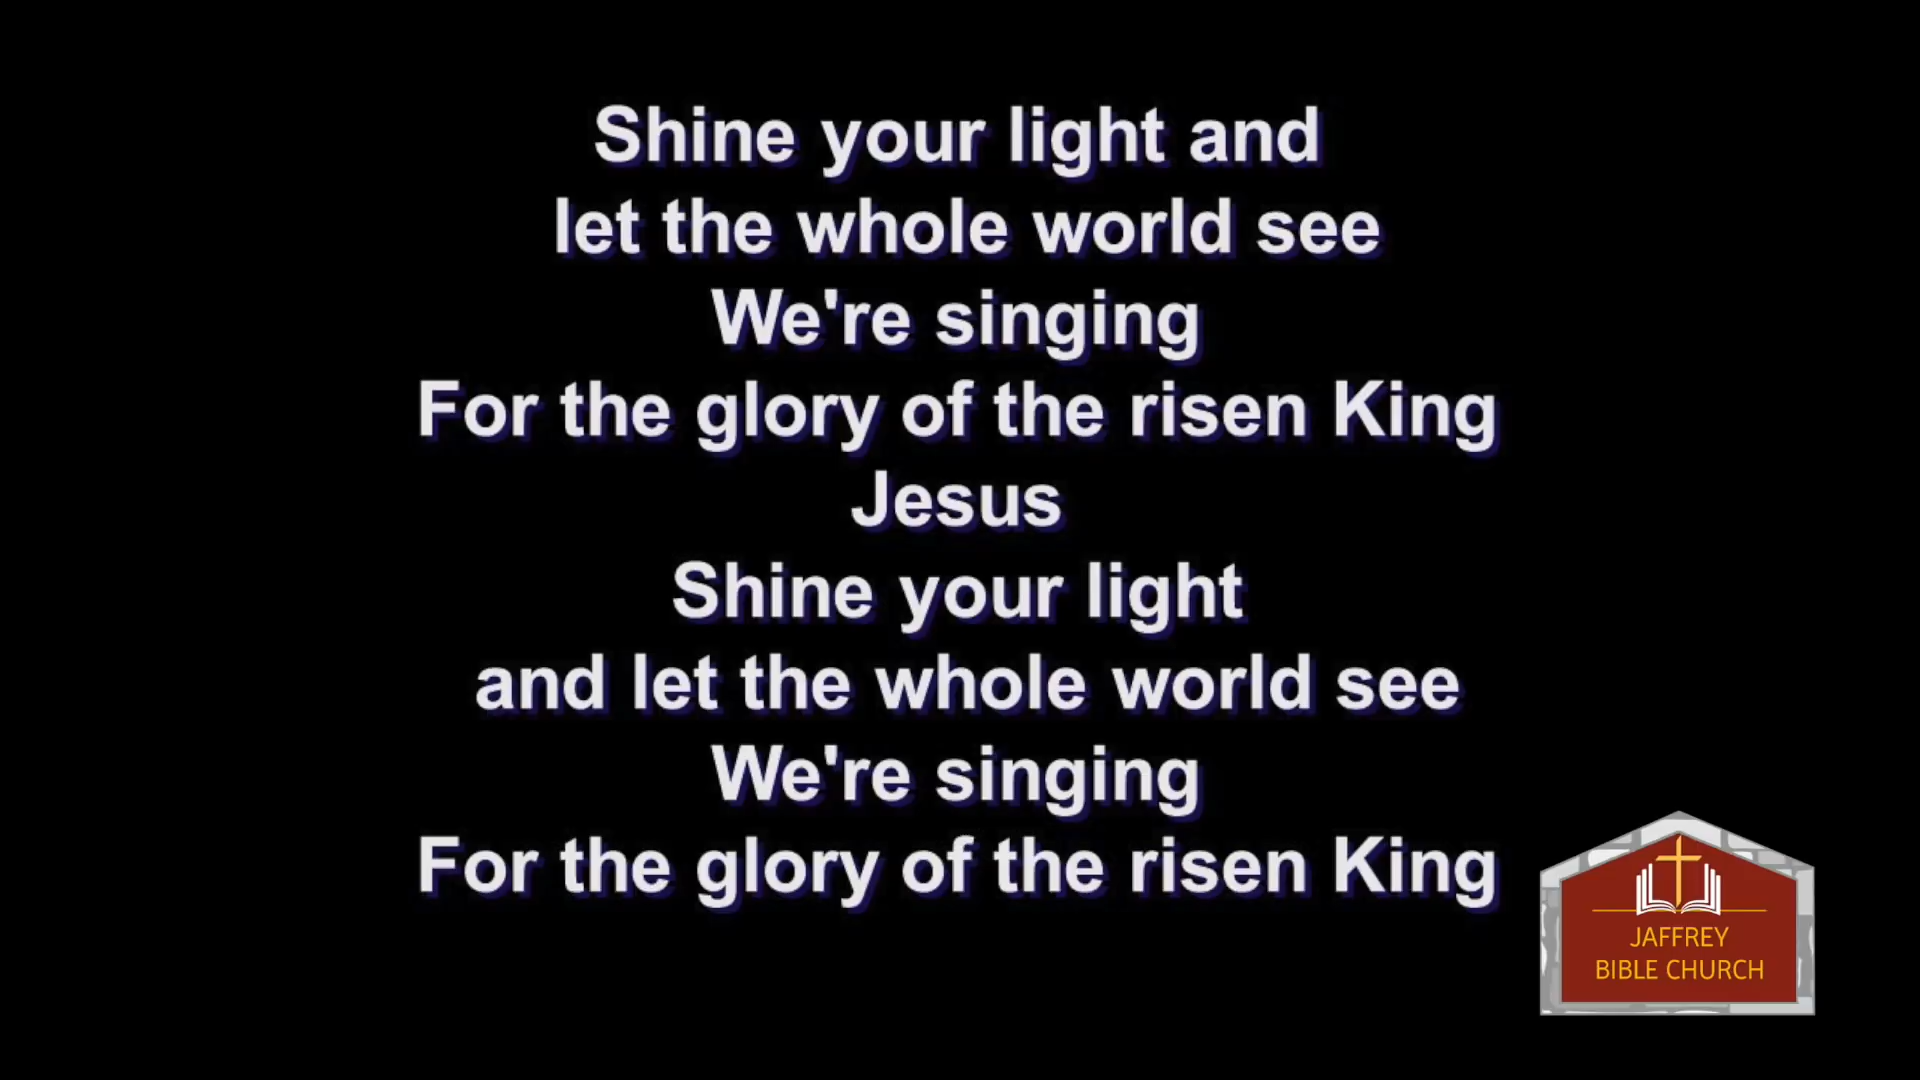 Shine your light and
let the whole world see
We're singing
For the glory of the risen King
Jesus
Shine your light
and let the whole world see
We're singing
For the glory of the risen King
JAFFREY
BIBLE CHURCH